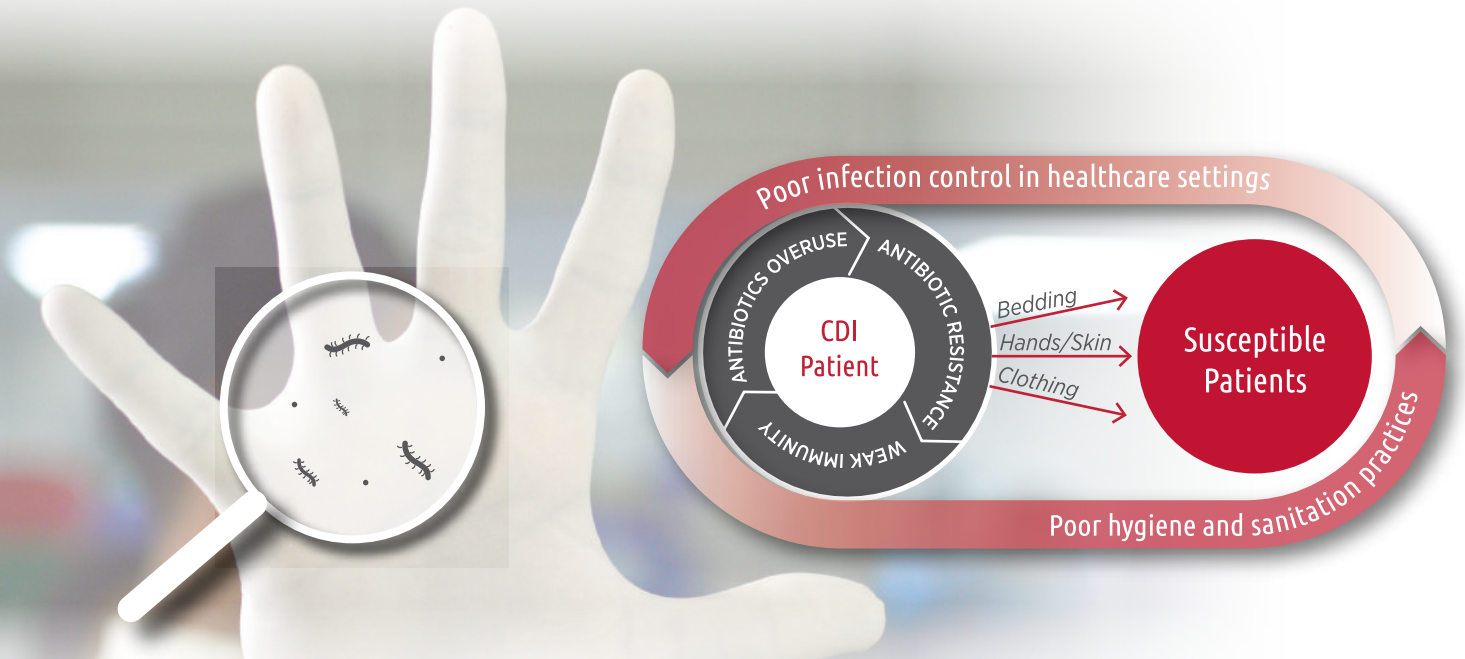 Poor infection control in healthcare settings
ANTIBIOTICS OVERUSE
ANTIBIOTIC RESISTANCE
WEAK IMMUNITY
CDI
Patient
Bedding
Hands/Skin
Clothing
Susceptible
Patients
Poor hygiene and sanitation practices